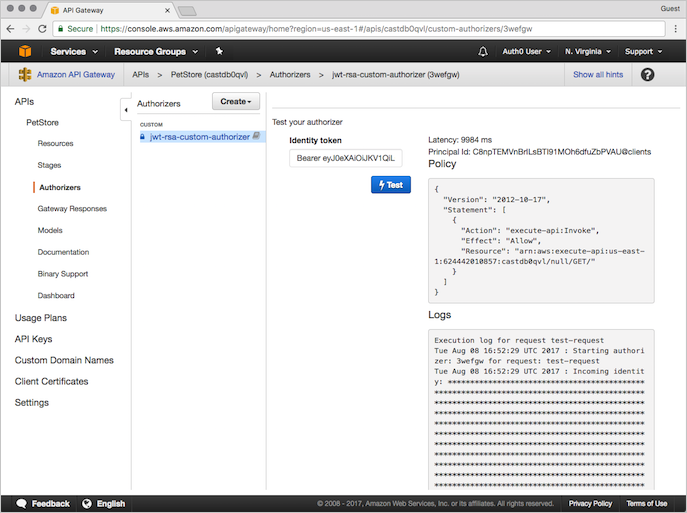 API Gateway
Guest
Secure https://console.aws.amazon.com/apigateway/home?region=us-east-1#/apis/castdb0qvl/custom-authorizers/3wefgw
Services Resource Groups Auth0 User N. Virginia Support
Amazon API Gateway APIs > PetStore (castdb0qvl) > Authorizers > jwt-rsa-custom-authorizer (3wefgw) Show all hints ?
APIs
PetStore
Resources
Stages
Authorizers
Gateway Responses
Models
Documentation
Binary Support
Dashboard
Usage Plans
API Keys
Custom Domain Names
Client Certificates
Settings
Authorizers Create
CUSTOM
jwt-rsa-custom-authorizer
Test your authorizer
Identity token
Bearer eyJ0eXAiOiJKV1QiL
Test
Latency: 9984 ms
Principal Id: C8npTEMVnBrILsBTI91MOh6dfuZbPVAU@clients
Policy
{
"Version": "2012-10-17",
"Statement": [
{
"Action": "execute-api:Invoke",
"Effect": "Allow",
"Resource": "arn:aws:execute-api:us-east-
1:624442010857:castdb0qvl/null/GET/"
}
]
}
Logs
Execution log for request test-request
Tue Aug 08 16:52:29 UTC 2017 : Starting authori
zer: 3wefgw for request: test-request
Tue Aug 08 16:52:29 UTC 2017 : Incoming identit
y: ********************************************
***********************************************
***********************************************
***********************************************
***********************************************
***********************************************
***********************************************
***********************************************
***********************************************
***********************************************
***********************************************
Feedback English © 2008 - 2017, Amazon Web Services, Inc. or its affiliates. All rights reserved. Privacy Policy Terms of Use